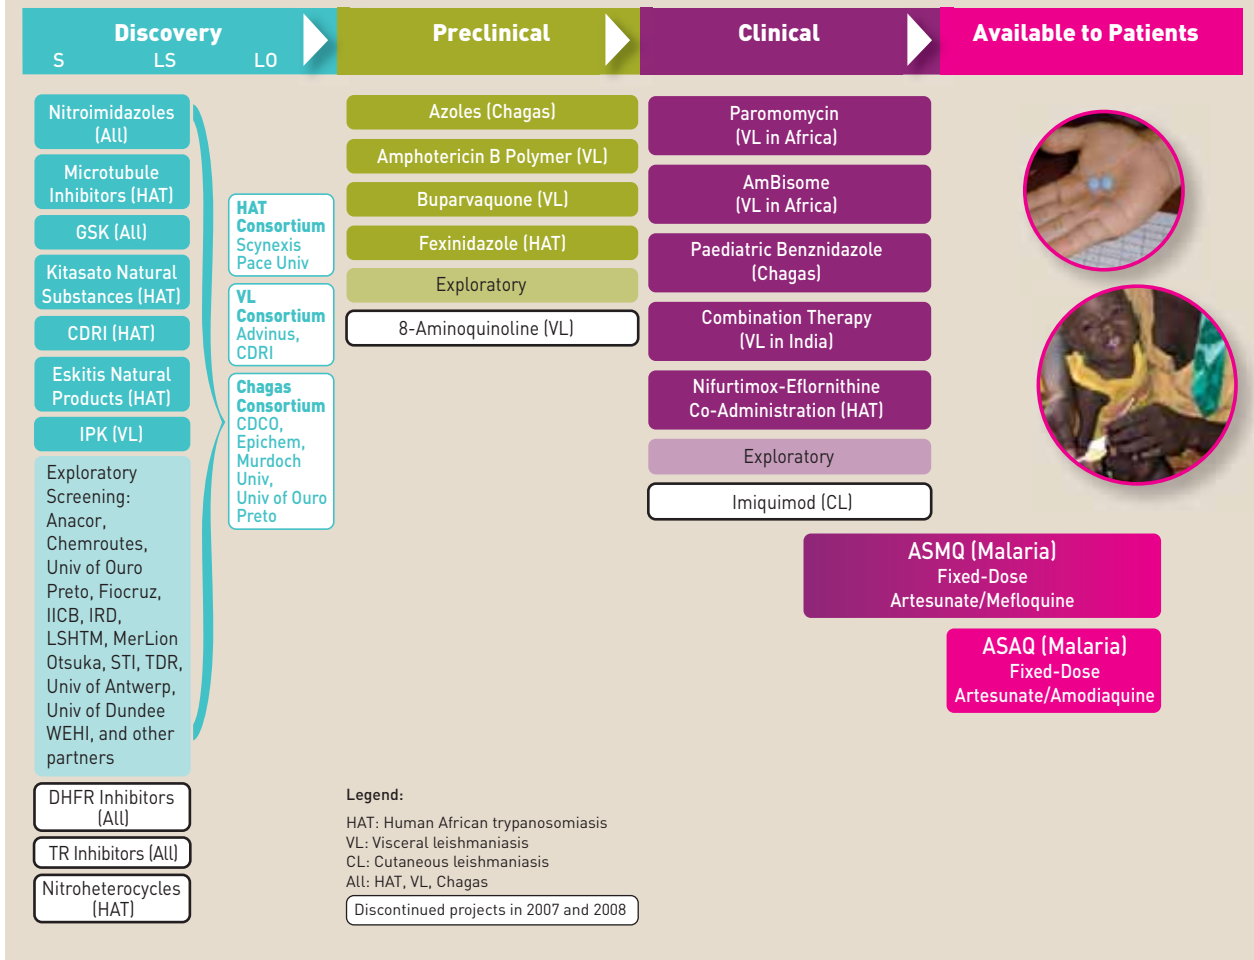 Discovery
S LS LO
Preclinical
Clinical
Available to Patients
Nitroimidazoles
(All)
Microtubule
Inhibitors (HAT)
GSK (All)
Kitasato Natural
Substances (HAT)
CDRI (HAT)
Eskitis Natural
Products (HAT)
IPK (VL)
Exploratory
Screening:
Anacor,
Chemroutes,
Univ of Ouro
Preto, Fiocruz,
IICB, IRD,
LSHTM, MerLion
Otsuka, STI, TDR,
Univ of Antwerp,
Univ of Dundee
WEHI, and other
partners
DHFR Inhibitors
(All)
TR Inhibitors (All)
Nitroheterocycles
(HAT)
HAT
Consortium
Scynexis
Pace Univ
VL
Consortium
Advinus,
CDRI
Chagas
Consortium
CDCO,
Epichem,
Murdoch
Univ,
Univ of Ouro
Preto
Azoles (Chagas)
Amphotericin B Polymer (VL)
Buparvaquone (VL)
Fexinidazole (HAT)
Exploratory
8-Aminoquinoline (VL)
Paromomycin
(VL in Africa)
AmBisome
(VL in Africa)
Paediatric Benznidazole
(Chagas)
Combination Therapy
(VL in India)
Nifurtimox-Eflornithine
Co-Administration (HAT)
Exploratory
Imiquimod (CL)
ASMQ (Malaria)
Fixed-Dose
Artesunate/Mefloquine
ASAQ (Malaria)
Fixed-Dose
Artesunate/Amodiaquine
Legend:
HAT: Human African trypanosomiasis
VL: Visceral leishmaniasis
CL: Cutaneous leishmaniasis
All: HAT, VL, Chagas
Discontinued projects in 2007 and 2008